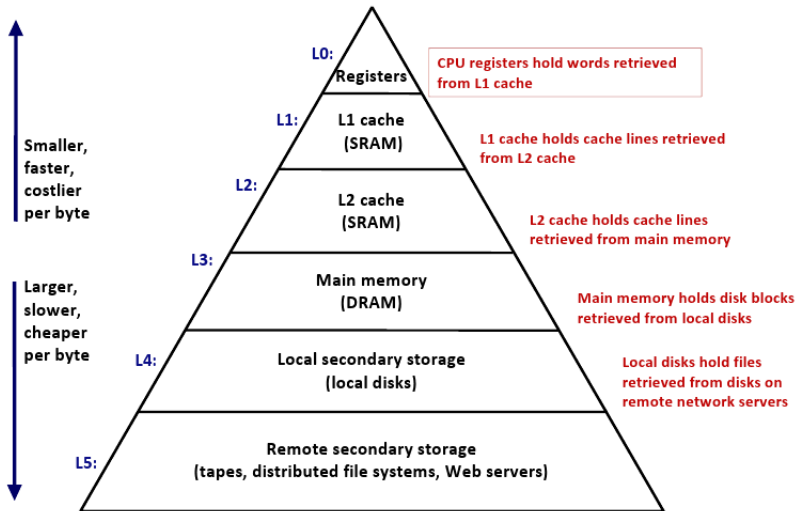 L0:
Registers
CPU registers hold words retrieved
from L1 cache
L1:
L1 cache
(SRAM)
L1 cache holds cache lines retrieved
from L2 cache
Smaller,
faster,
costlier
per byte
L2:
L2 cache
(SRAM)
L2 cache holds cache lines
retrieved from main memory
L3:
Main memory
(DRAM)
Larger,
slower,
cheaper
per byte
Main memory holds disk blocks
retrieved from local disks
L4:
Local secondary storage
(local disks)
Local disks hold files
retrieved from disks on
remote network servers
L5:
Remote secondary storage
(tapes, distributed file systems, Web servers)